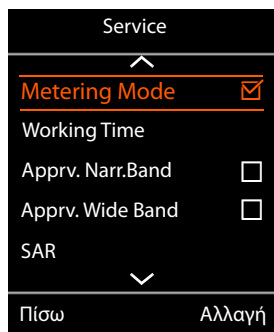 Service
Metering Mode
Working Time
Apprv. Narr.Band
Apprv. Wide Band
SAR
Πίσω Αλλαγή